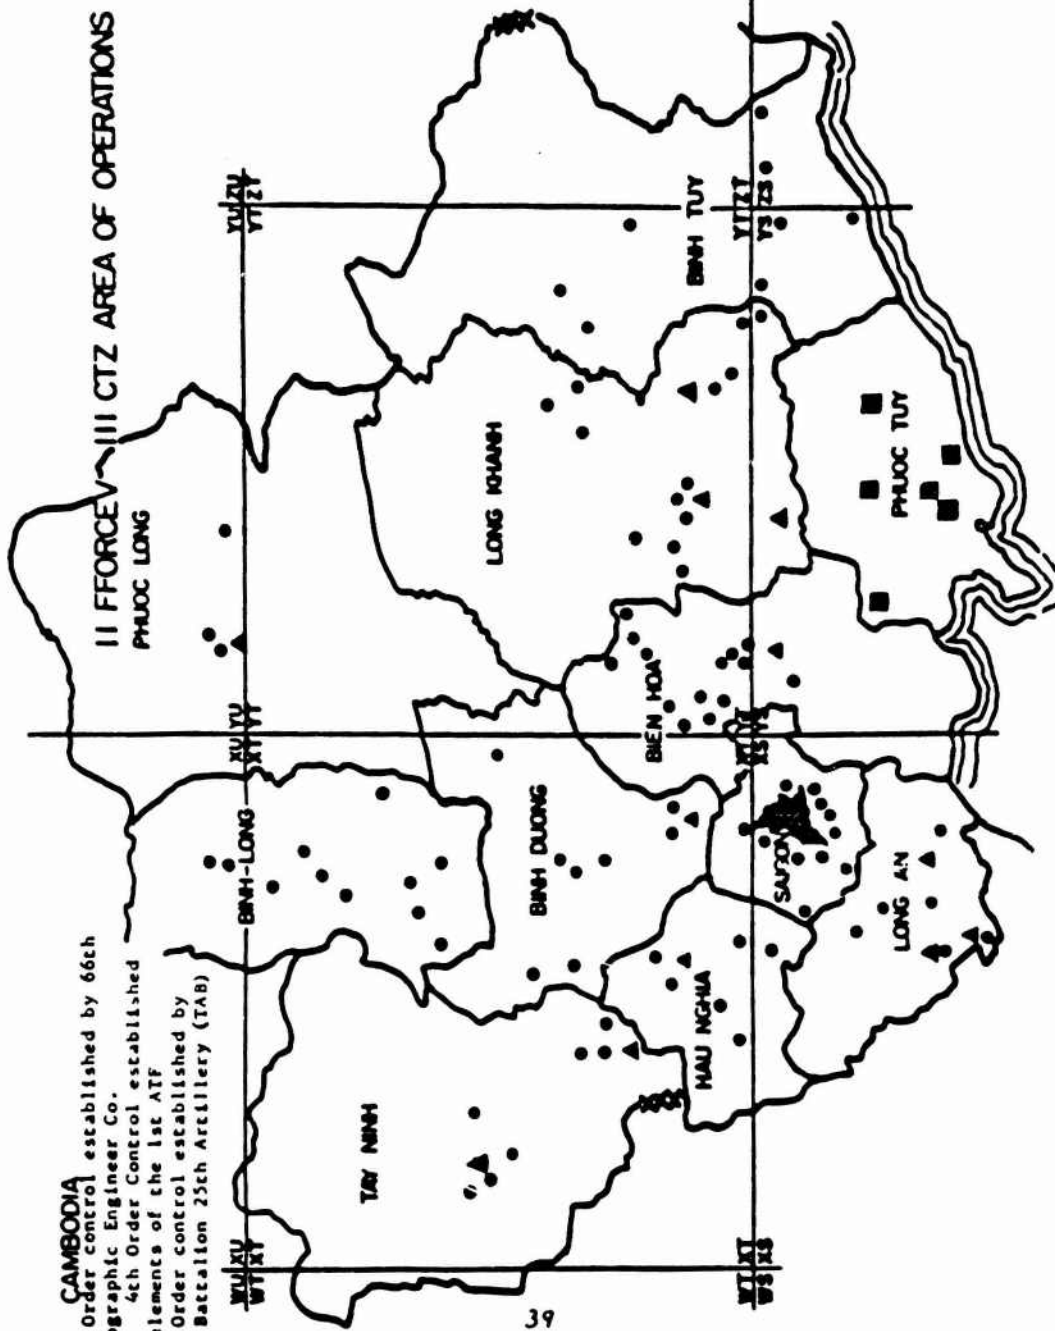 II FFORCEV III CTZ AREA OF OPERATIONS
CAMBODIA
Order control established by 66th
ographic Engineer Co.
4th Order Control established
lements of the 1st ATF
Order control established by
Battalion 25th Artillery (TAB)
PHUOC LONG
YU ZU
YT ZT
XU YU
XT YT
WU XU
WT XT
BINH-LONG
TAY NINH
BINH DUONG
LONG KHANH
BINH TUY
BIEN HOA
HAU NGHIA
SAIGON
LONG AN
PHUOC TUY
YT ZT
YS ZS
XT YT
XS YS
WT XT
WS XS
39